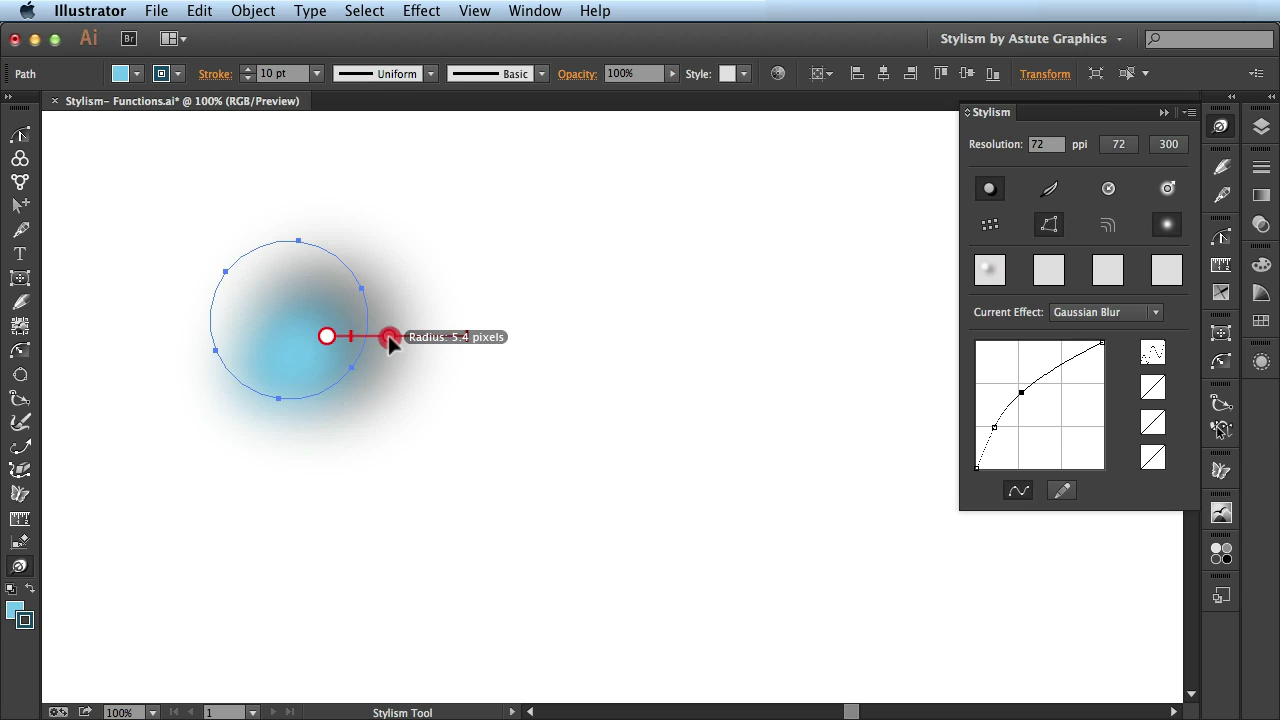 Illustrator File Edit Object Type Select Effect View Window Help
Ai Br Stylism by Astute Graphics
Path Stroke: 10 pt Uniform Basic Opacity: 100% Style: Transform
× Stylism- Functions.ai* @ 100% (RGB/Preview)
Stylism
Resolution: 72 ppi 72 300
T
Current Effect: Gaussian Blur
Radius: 5.4 pixels
100% 1 Stylism Tool